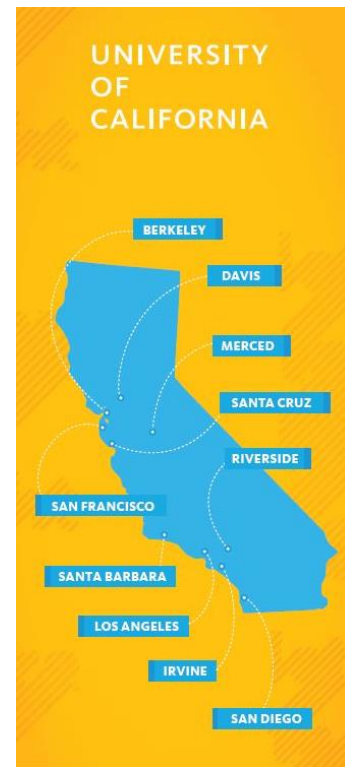 UNIVERSITY
OF
CALIFORNIA
BERKELEY
DAVIS
MERCED
SANTA CRUZ
RIVERSIDE
SAN FRANCISCO
SANTA BARBARA
LOS ANGELES
IRVINE
SAN DIEGO